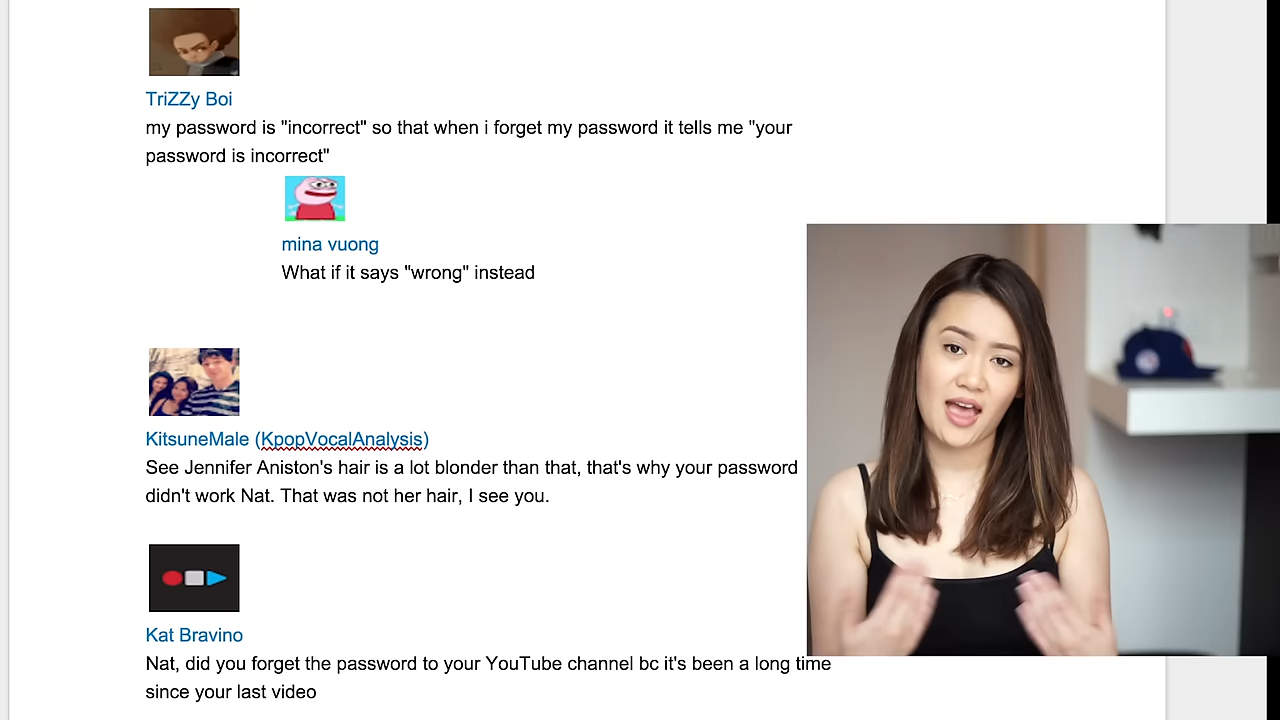 TriZZy Boi
my password is "incorrect" so that when i forget my password it tells me "your
password is incorrect"
mina vuong
What if it says "wrong" instead
KitsuneMale (KpopVocalAnalysis)
See Jennifer Aniston's hair is a lot blonder than that, that's why your password
didn't work Nat. That was not her hair, I see you.
Kat Bravino
Nat, did you forget the password to your YouTube channel bc it's been a long time
since your last video